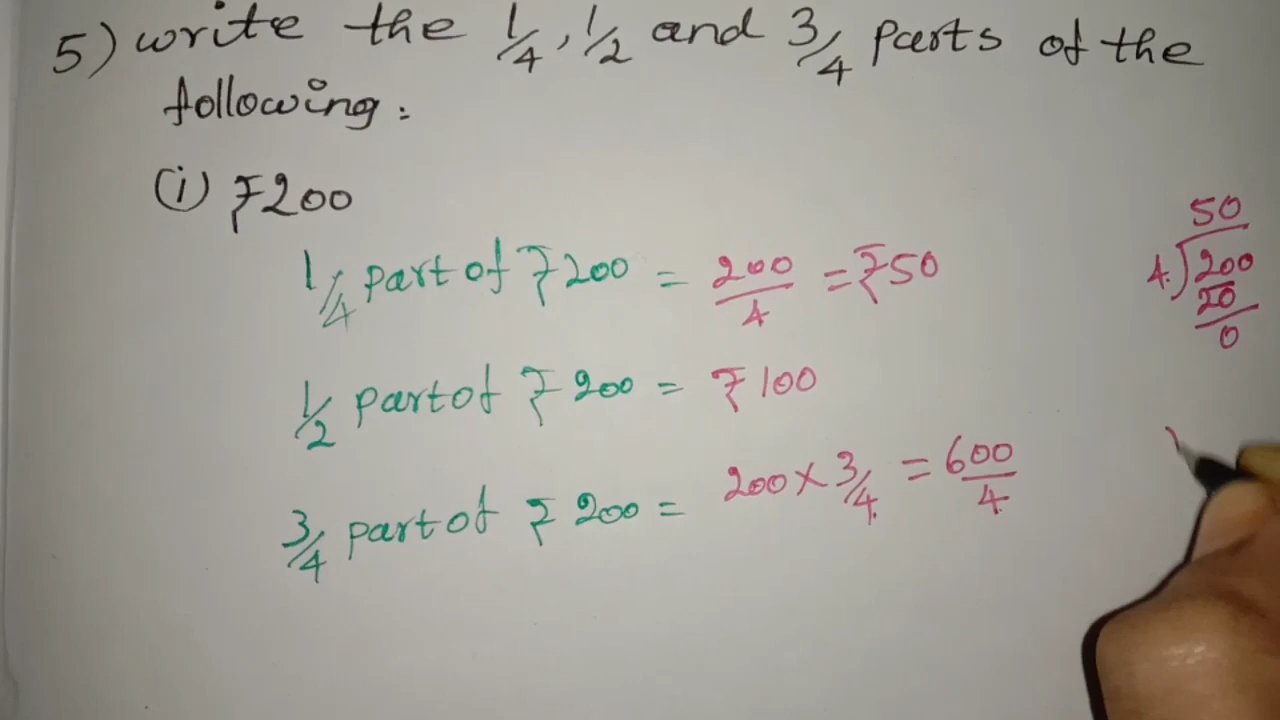 5) write the 1/4, 1/2 and 3/4 parts of the
following:
(i) ₹200
1/4 part of ₹200 = 200/4 = ₹50
1/2 part of ₹200 = ₹100
3/4 part of ₹200 = 200 × 3/4 = 600/4
50
4)200
20
0